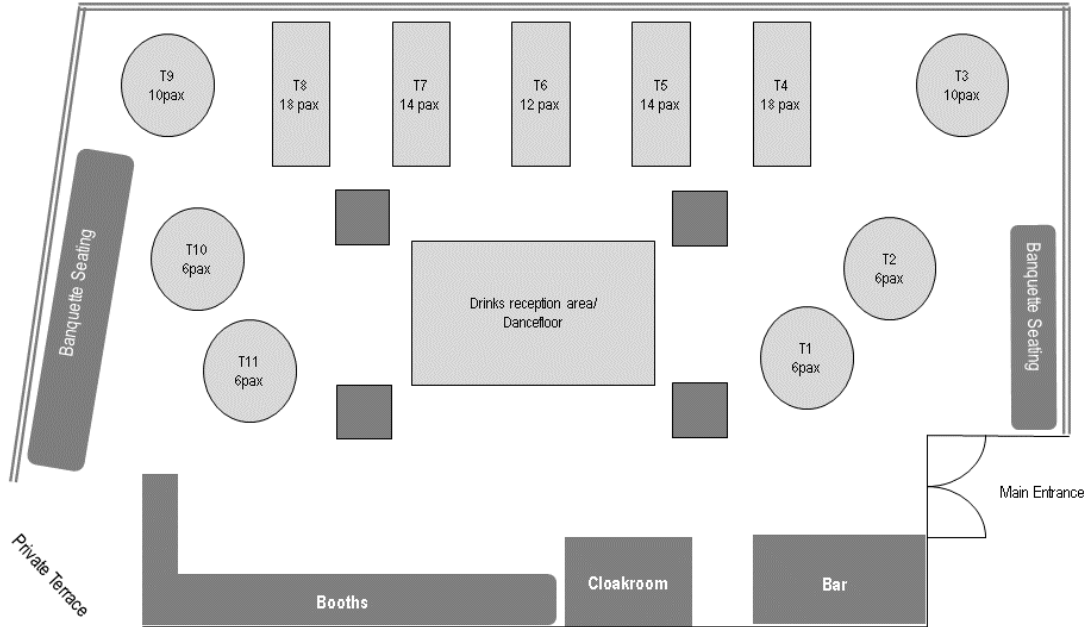 T9
10pax
T8
18 pax
T7
14 pax
T6
12 pax
T5
14 pax
T4
18 pax
T3
10pax
Banquette Seating
T10
6pax
T2
6pax
Banquette Seating
Drinks reception area/
Dancefloor
T11
6pax
T1
6pax
Main Entrance
Private Terrace
Booths
Cloakroom
Bar